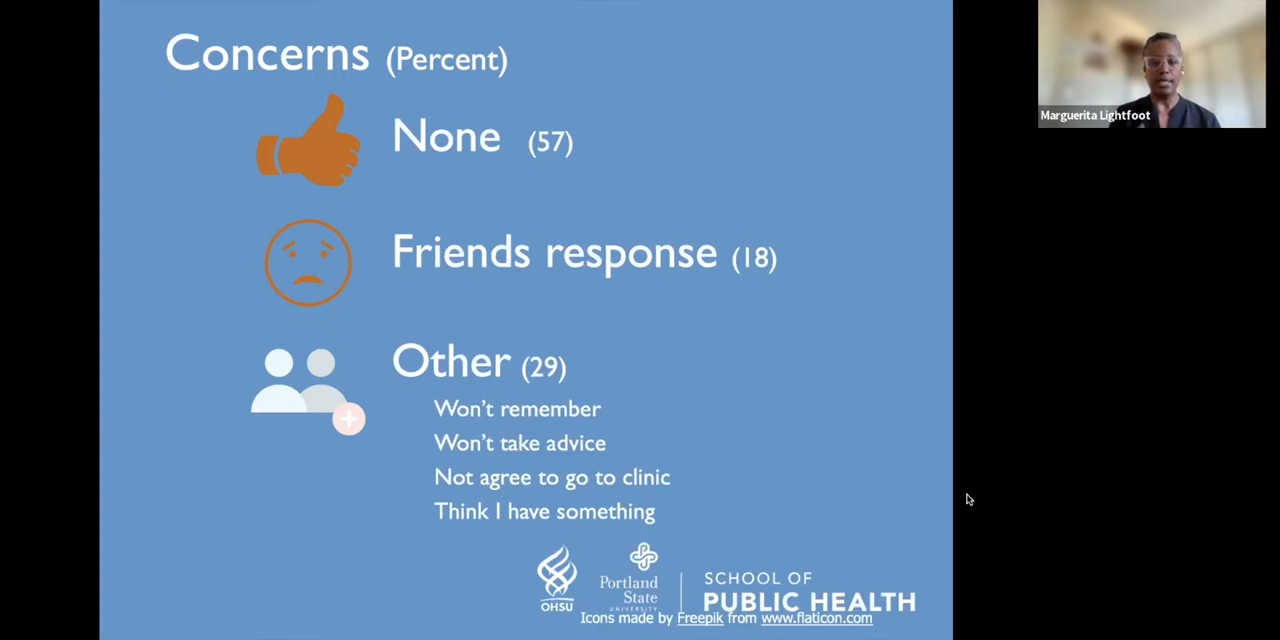 Concerns (Percent)
None (57)
Friends response (18)
Other (29)
Won't remember
Won't take advice
Not agree to go to clinic
Think I have something
OHSU
Portland
State
UNIVERSITY
SCHOOL OF
PUBLIC HEALTH
Icons made by Freepik from www.flaticon.com
Marguerita Lightfoot